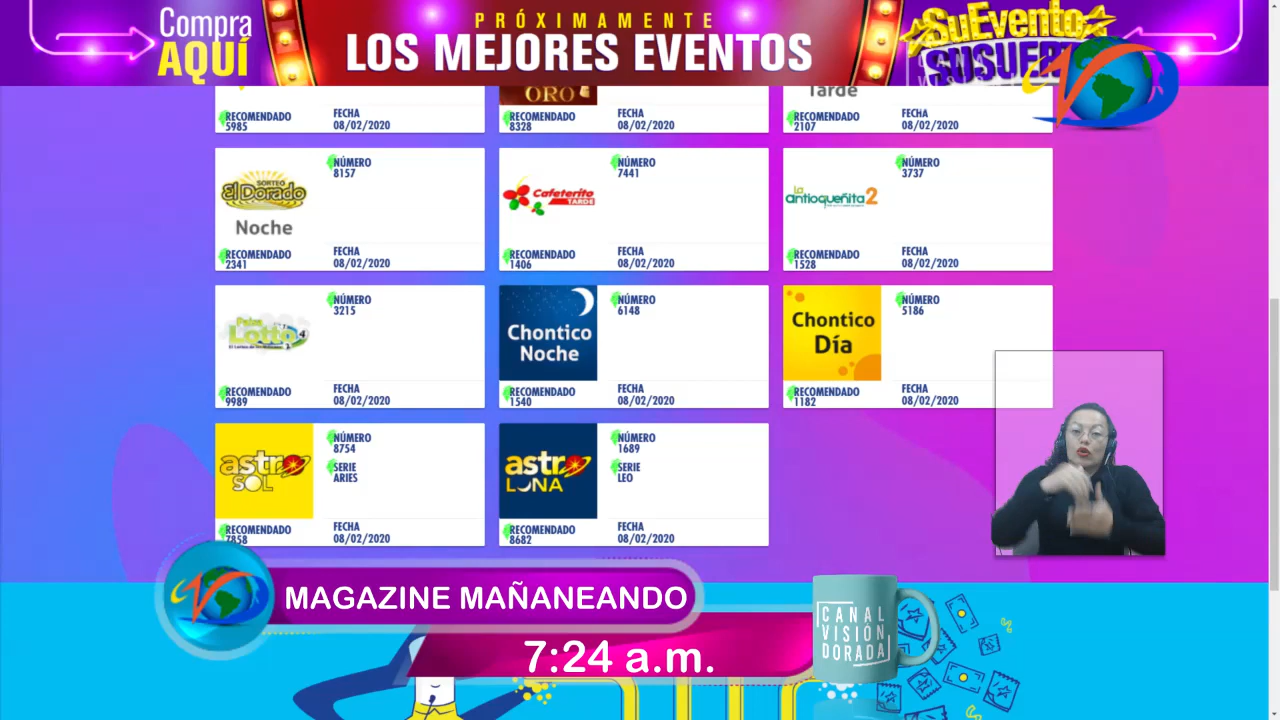 Compra
AQUÍ
PRÓXIMAMENTE
LOS MEJORES EVENTOS
SuEvento
RECOMENDADO
5985
FECHA
08/02/2020
ORO
RECOMENDADO
8328
FECHA
08/02/2020
Tarde
RECOMENDADO
2107
FECHA
08/02/2020
SORTEO
El Dorado
Noche
NÚMERO
8157
RECOMENDADO
2341
FECHA
08/02/2020
Cafeterito
TARDE
NÚMERO
7441
RECOMENDADO
1406
FECHA
08/02/2020
La
antioqueñita 2
NÚMERO
3737
RECOMENDADO
1528
FECHA
08/02/2020
Paisa
Lotto
NÚMERO
3215
RECOMENDADO
9989
FECHA
08/02/2020
Chontico
Noche
NÚMERO
6148
RECOMENDADO
1540
FECHA
08/02/2020
Chontico
Día
NÚMERO
5186
RECOMENDADO
1182
FECHA
08/02/2020
astro
SOL
NÚMERO
8754
SERIE
ARIES
RECOMENDADO
7858
FECHA
08/02/2020
astro
LUNA
NÚMERO
1689
SERIE
LEO
RECOMENDADO
8682
FECHA
08/02/2020
MAGAZINE MAÑANEANDO
7:24 a.m.
CANAL
VISIÓN
DORADA